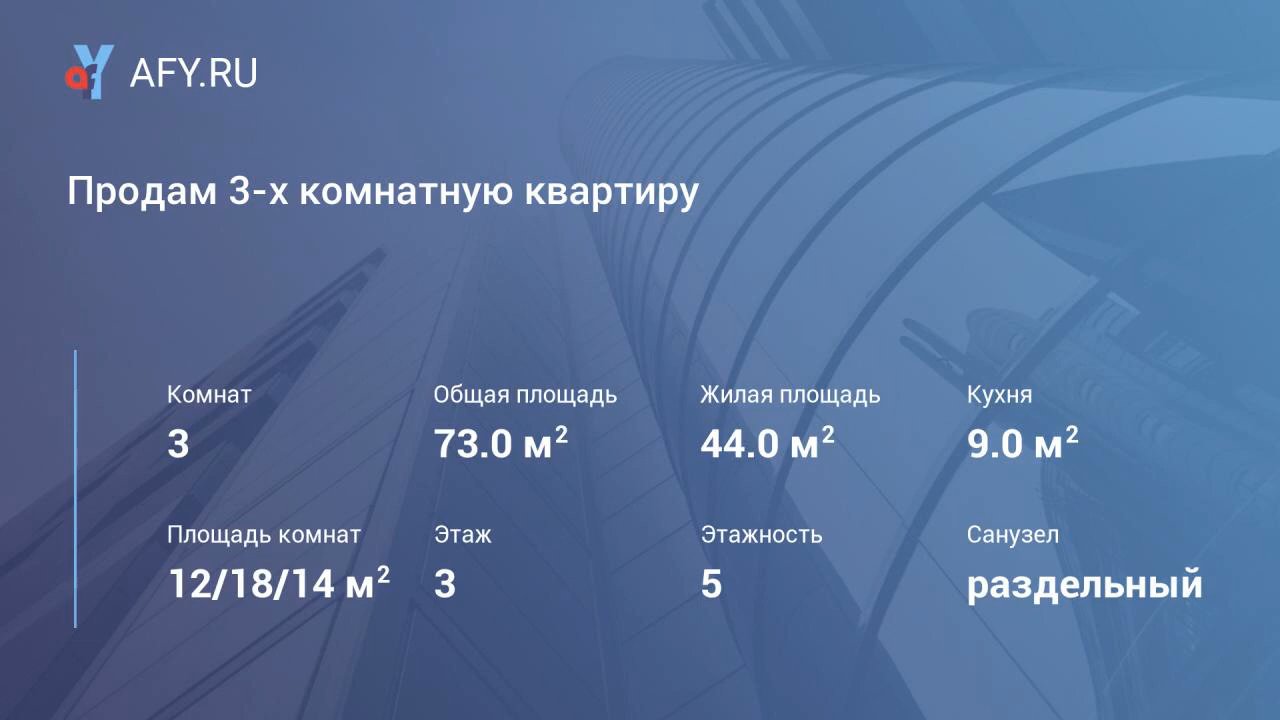 AFY.RU
Продам 3-х комнатную квартиру
Комнат
Общая площадь
Жилая площадь
Кухня
3
73.0 м²
44.0 м²
9.0 м²
Площадь комнат
Этаж
Этажность
Санузел
12/18/14 м²
3
5
раздельный